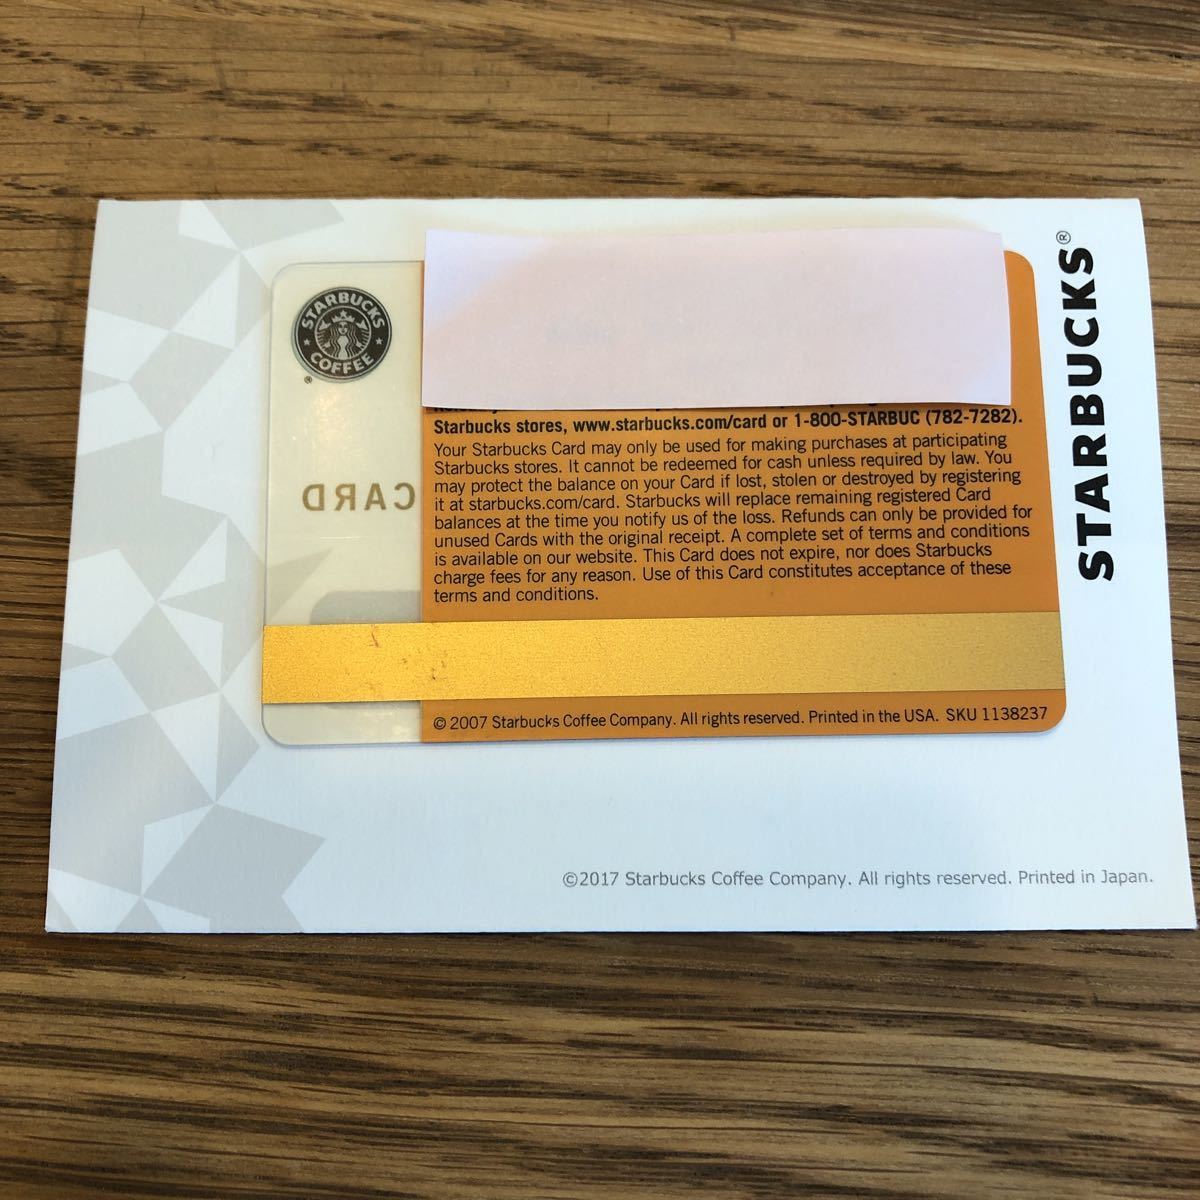 STARBUCKS
COFFEE
®
CARD
Starbucks stores, www.starbucks.com/card or 1-800-STARBUC (782-7282).
Your Starbucks Card may only be used for making purchases at participating
Starbucks stores. It cannot be redeemed for cash unless required by law. You
may protect the balance on your Card if lost, stolen or destroyed by registering
it at starbucks.com/card. Starbucks will replace remaining registered Card
balances at the time you notify us of the loss. Refunds can only be provided for
unused Cards with the original receipt. A complete set of terms and conditions
is available on our website. This Card does not expire, nor does Starbucks
charge fees for any reason. Use of this Card constitutes acceptance of these
terms and conditions.
© 2007 Starbucks Coffee Company. All rights reserved. Printed in the USA. SKU 1138237
STARBUCKS®
©2017 Starbucks Coffee Company. All rights reserved. Printed in Japan.